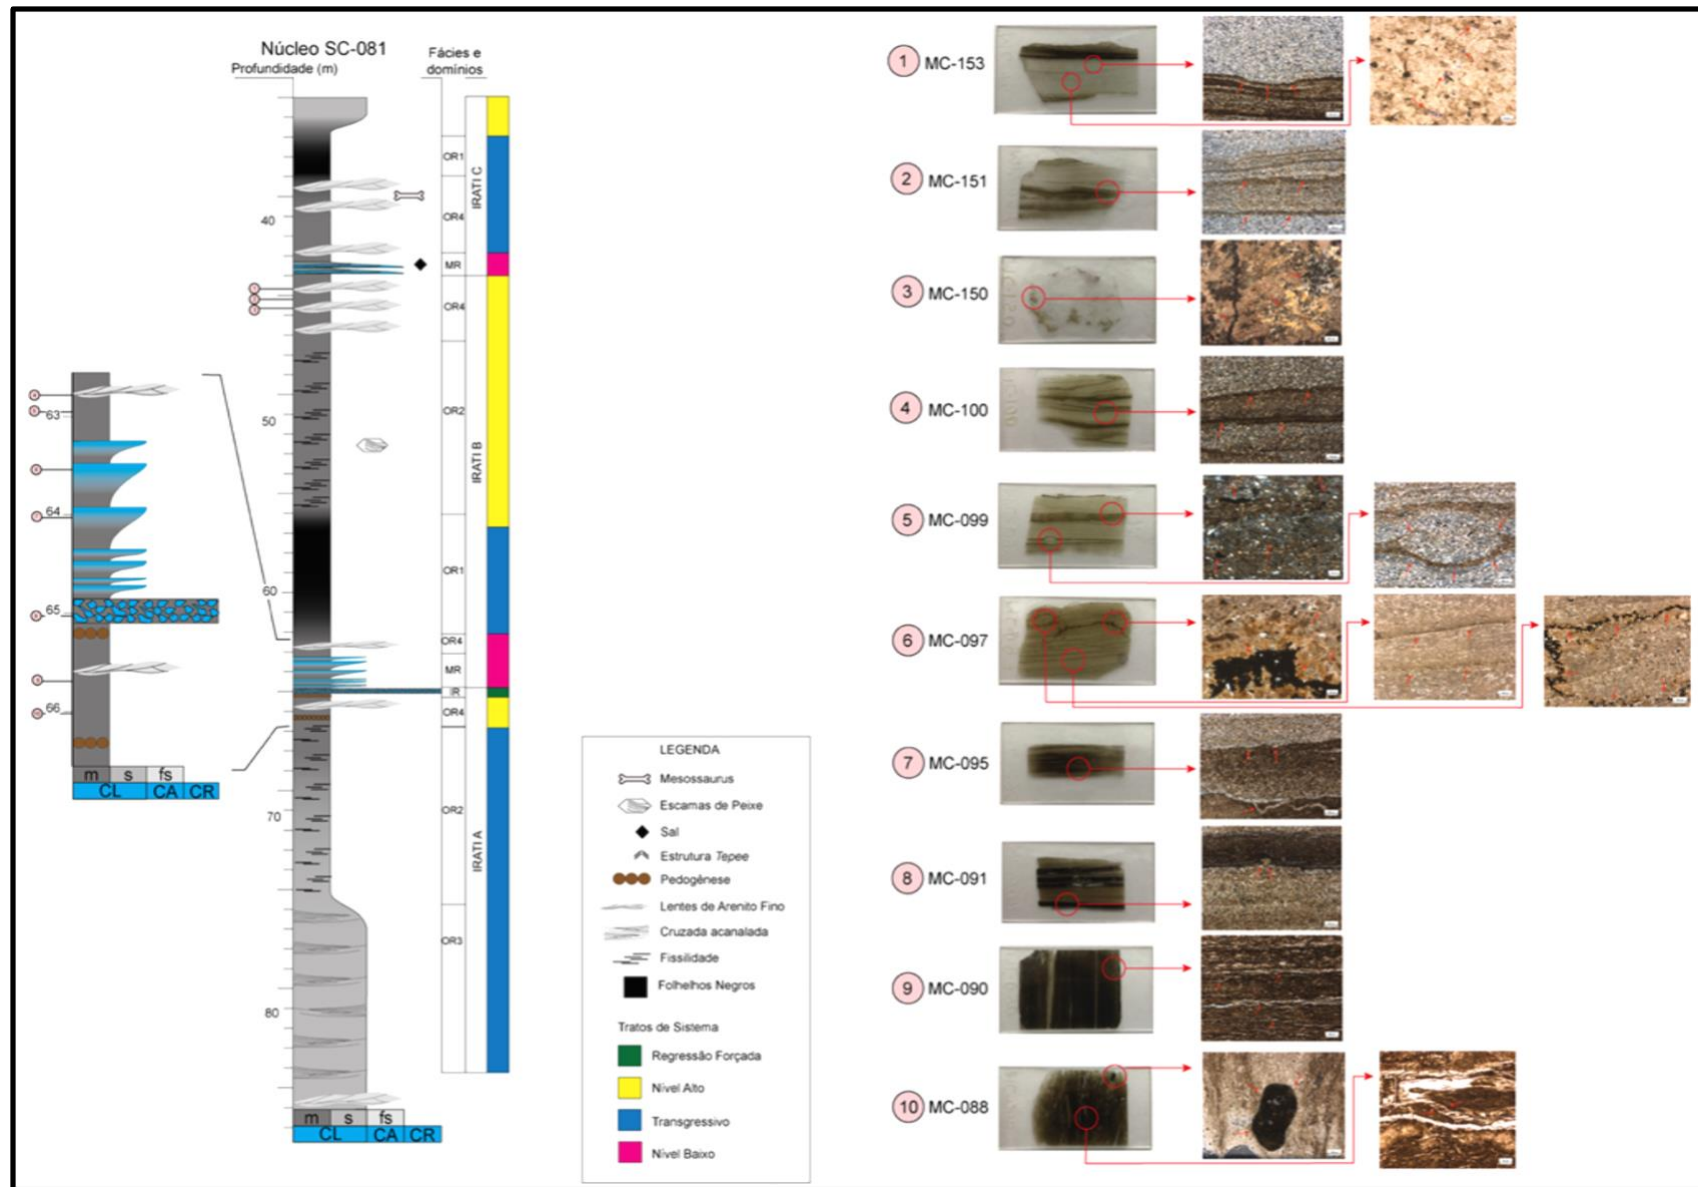 Núcleo SC-081
Profundidade (m)
Fácies e
domínios
40
50
60
70
80
OR1
OR4
MR
OR4
OR2
OR1
OR4
MR
IR
OR4
OR2
OR3
IRATI C
IRATI B
IRATI A
m s fs
CL CA CR
63
64
65
66
m s fs
CL CA CR
LEGENDA
Mesossaurus
Escamas de Peixe
Sal
Estrutura Tepee
Pedogênese
Lentes de Arenito Fino
Cruzada acanalada
Fissilidade
Folhelhos Negros
Tratos de Sistema
Regressão Forçada
Nível Alto
Transgressivo
Nível Baixo
1 MC-153
2 MC-151
3 MC-150
4 MC-100
5 MC-099
6 MC-097
7 MC-095
8 MC-091
9 MC-090
10 MC-088